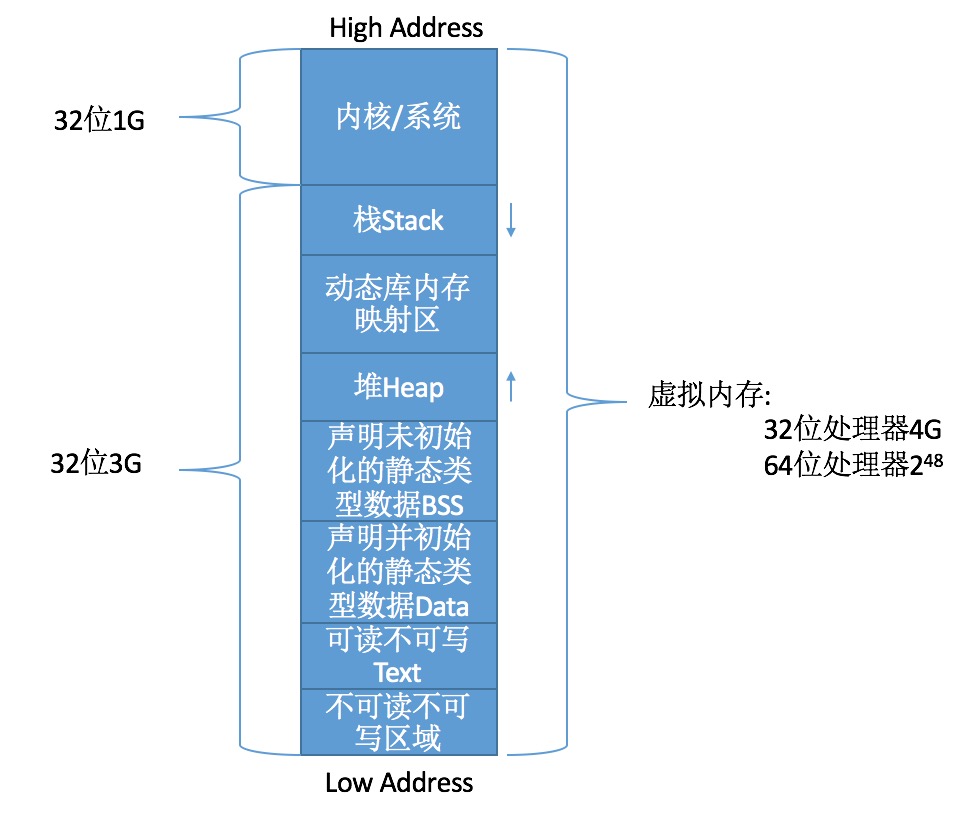 High Address
32位1G
内核/系统
栈Stack
动态库内存
映射区
堆Heap
32位3G
声明未初始
化的静态类
型数据BSS
声明并初始
化的静态类
型数据Data
可读不可写
Text
不可读不可
写区域
Low Address
虚拟内存:
32位处理器4G
64位处理器2⁴⁸